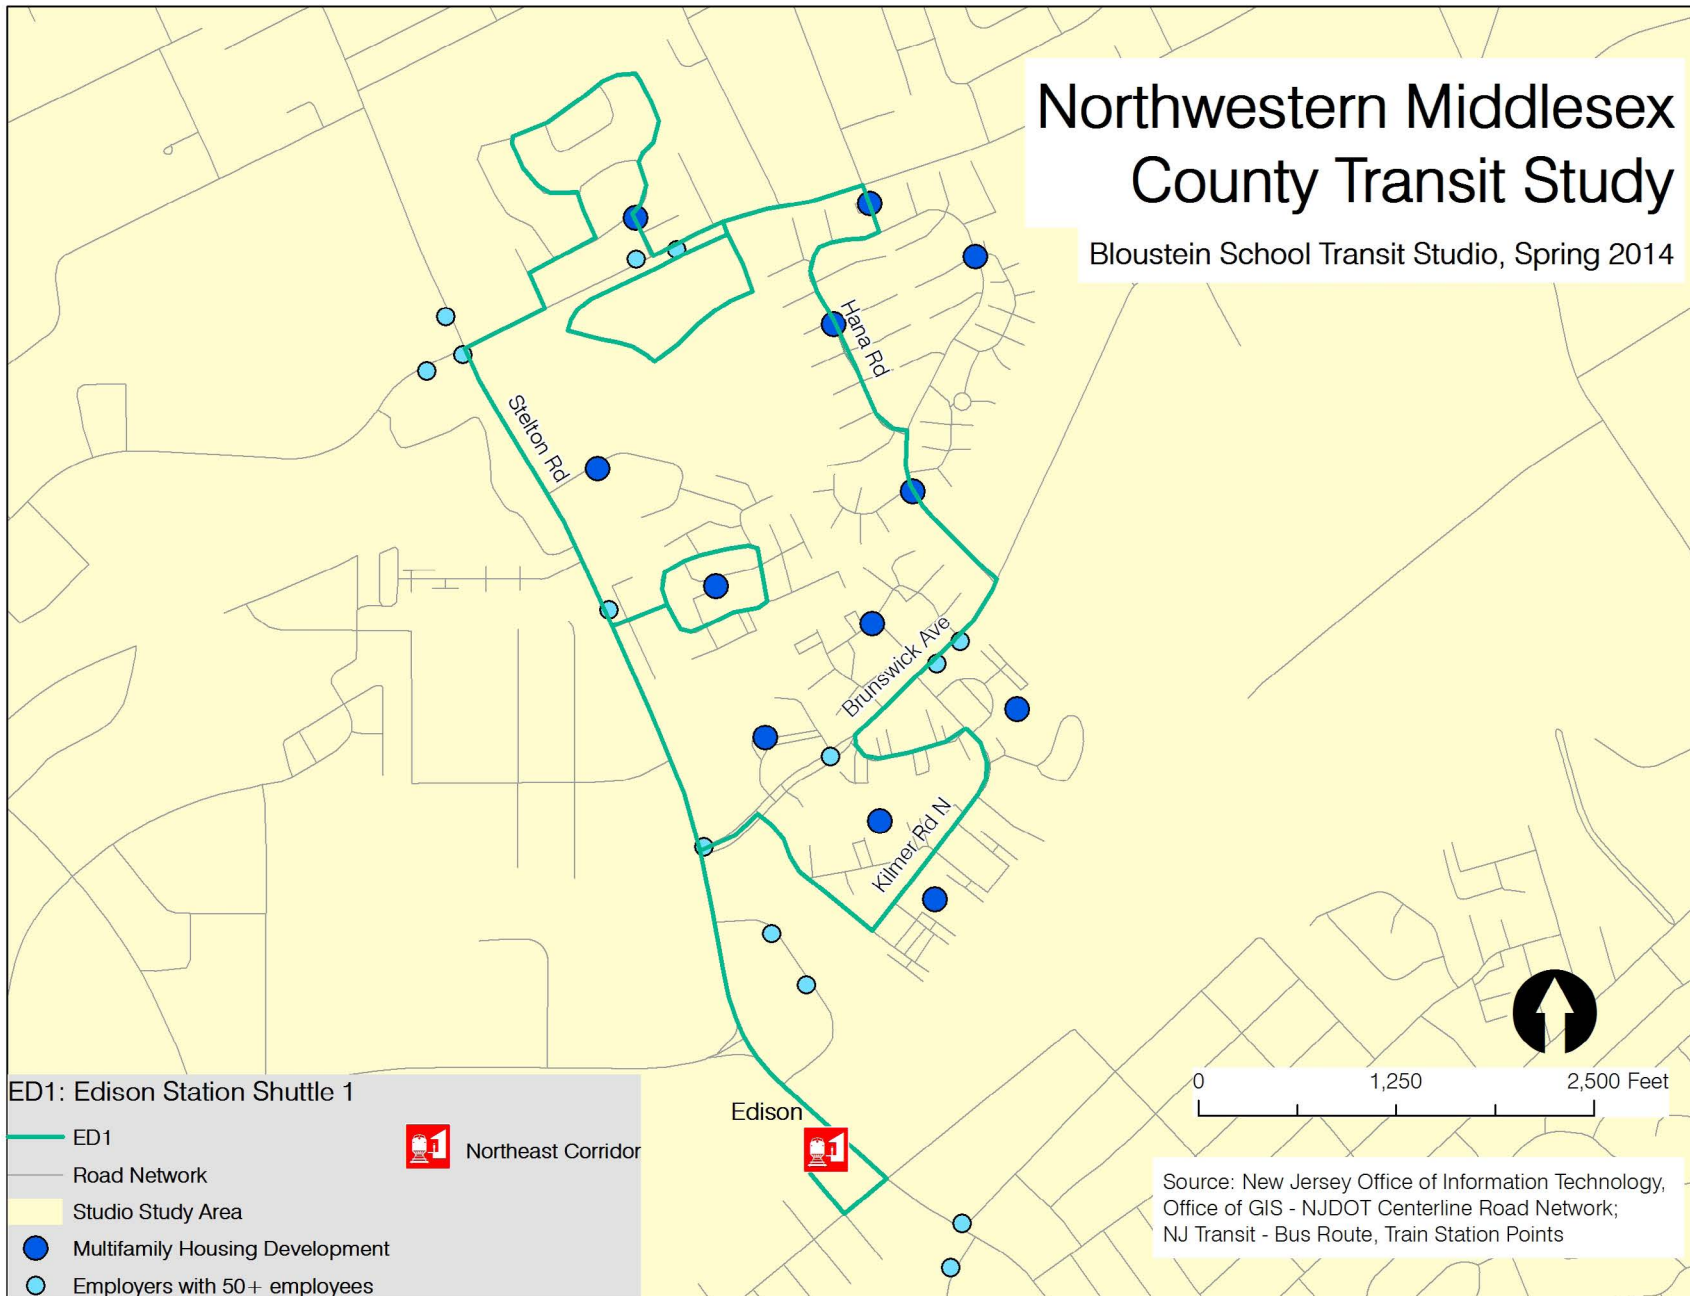 Northwestern Middlesex
County Transit Study
Bloustein School Transit Studio, Spring 2014
Hana Rd
Stelton Rd
Brunswick Ave
Kilmer Rd N
Edison
0 1,250 2,500 Feet
ED1: Edison Station Shuttle 1
ED1
Northeast Corridor
Road Network
Studio Study Area
Multifamily Housing Development
Employers with 50+ employees
Source: New Jersey Office of Information Technology,
Office of GIS - NJDOT Centerline Road Network;
NJ Transit - Bus Route, Train Station Points